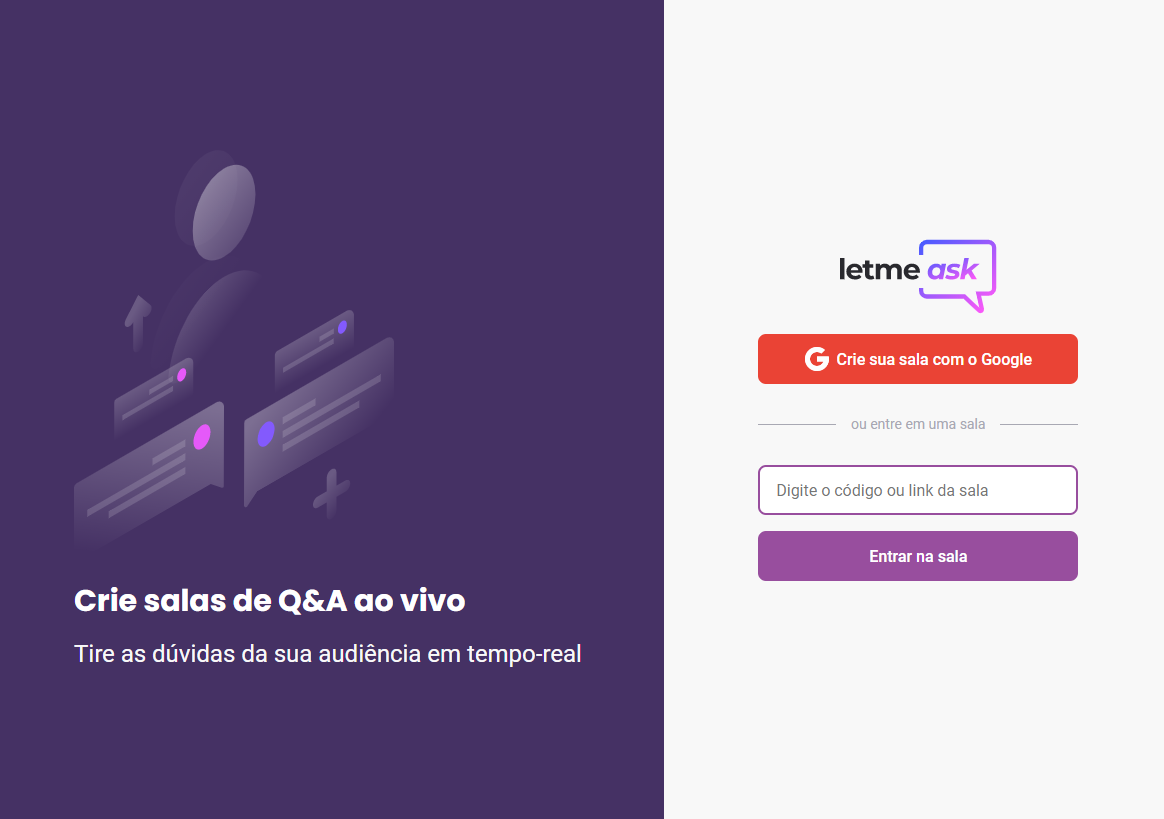 Crie salas de Q&A ao vivo
Tire as dúvidas da sua audiência em tempo-real
letme ask
Crie sua sala com o Google
ou entre em uma sala
Digite o código ou link da sala
Entrar na sala